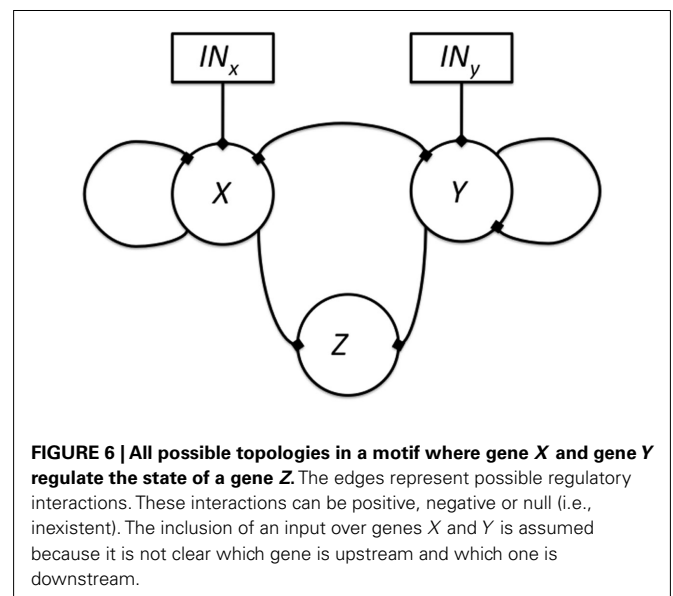 INx INy
X Y
Z
FIGURE 6 | All possible topologies in a motif where gene X and gene Y
regulate the state of a gene Z. The edges represent possible regulatory
interactions. These interactions can be positive, negative or null (i.e.,
inexistent). The inclusion of an input over genes X and Y is assumed
because it is not clear which gene is upstream and which one is
downstream.